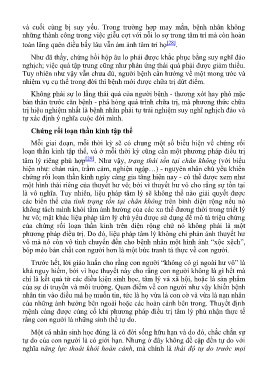 và cuối cùng bị suy yếu. Trong trường hợp may mắn, bệnh nhân không
những thành công trong việc giễu cợt với nỗi lo sợ trong tâm trí mà còn hoàn
toàn lãng quên điều bấy lâu vẫn ám ảnh tâm trí họ[28].
Như đã thấy, chứng hồi hộp âu lo phải được khắc phục bằng suy nghĩ đảo
nghịch; việc quá tập trung cũng như phản ứng thái quá phải được giảm thiểu.
Tuy nhiên như vậy vẫn chưa đủ, người bệnh cần hướng về một mong ước và
nhiệm vụ cụ thể trong đời thì bệnh mới được chữa trị dứt điểm.
Không phải sự lo lắng thái quá của người bệnh - thương xót hay phó mặc
bản thân trước căn bệnh - phá hỏng quá trình chữa trị, mà phương thức chữa
trị hiệu nghiệm nhất là bệnh nhân phải tự trải nghiệm suy nghĩ nghịch đảo và
tự xác định ý nghĩa cuộc đời mình.
Chứng rối loạn thần kinh tập thể
Mỗi giai đoạn, mỗi thời kỳ sẽ có chung một số biểu hiện về chứng rối
loạn thần kinh tập thể, và ở mỗi thời kỳ cũng cần một phương pháp điều trị
tâm lý riêng phù hợp[29]. Như vậy, trạng thái tồn tại chân không (với biểu
hiện như: chán nản, trầm cảm, nghiện ngập...) - nguyên nhân chủ yếu khiến
chứng rối loạn thần kinh ngày càng gia tăng hiện nay - có thể được xem như
một hình thái riêng của thuyết hư vô; bởi vì thuyết hư vô cho rằng sự tồn tại
là vô nghĩa. Tuy nhiên, liệu pháp tâm lý sẽ không thể nào giải quyết được
các biến thể của tình trạng tồn tại chân không trên bình diện rộng nếu nó
không tách mình khỏi tầm ảnh hưởng của các xu thế đương thời trong triết lý
hư vô; mặt khác liệu pháp tâm lý chủ yếu được sử dụng để mô tả triệu chứng
của chứng rối loạn thần kinh trên diện rộng chứ nó không phải là một
phương pháp điều trị. Do đó, liệu pháp tâm lý không chỉ phản ánh thuyết hư
vô mà nó còn vô tình chuyển đến cho bệnh nhân một hình ảnh "xộc xệch",
bóp méo bản chất con người hơn là một bức tranh tả thực về con người.
Trước hết, lời giáo huấn cho rằng con người "không có gì ngoài hư vô" là
khá nguy hiểm, bởi vì học thuyết này cho rằng con người không là gì hết mà
chỉ là kết quả từ các điều kiện sinh học, tâm lý và xã hội, hoặc là sản phẩm
của sự di truyền và môi trường. Quan điểm về con người như vậy khiến bệnh
nhân tin vào điều mà họ muốn tin, tức là họ vừa là con cờ và vừa là nạn nhân
của những ảnh hưởng bên ngoài hoặc các hoàn cảnh bên trong. Thuyết định
mệnh cùng được củng cố khi phương pháp điều trị tâm lý phủ nhận thực tế
rằng con người là những sinh thể tự do.
Một cá nhân sinh học đúng là có đời sống hữu hạn và do đó, chắc chắn sự
tự do của con người là có giới hạn. Nhưng ở đây không đề cập đến tự do với
nghĩa năng lực thoát khỏi hoàn cảnh, mà chính là thái độ tự do trước mọi